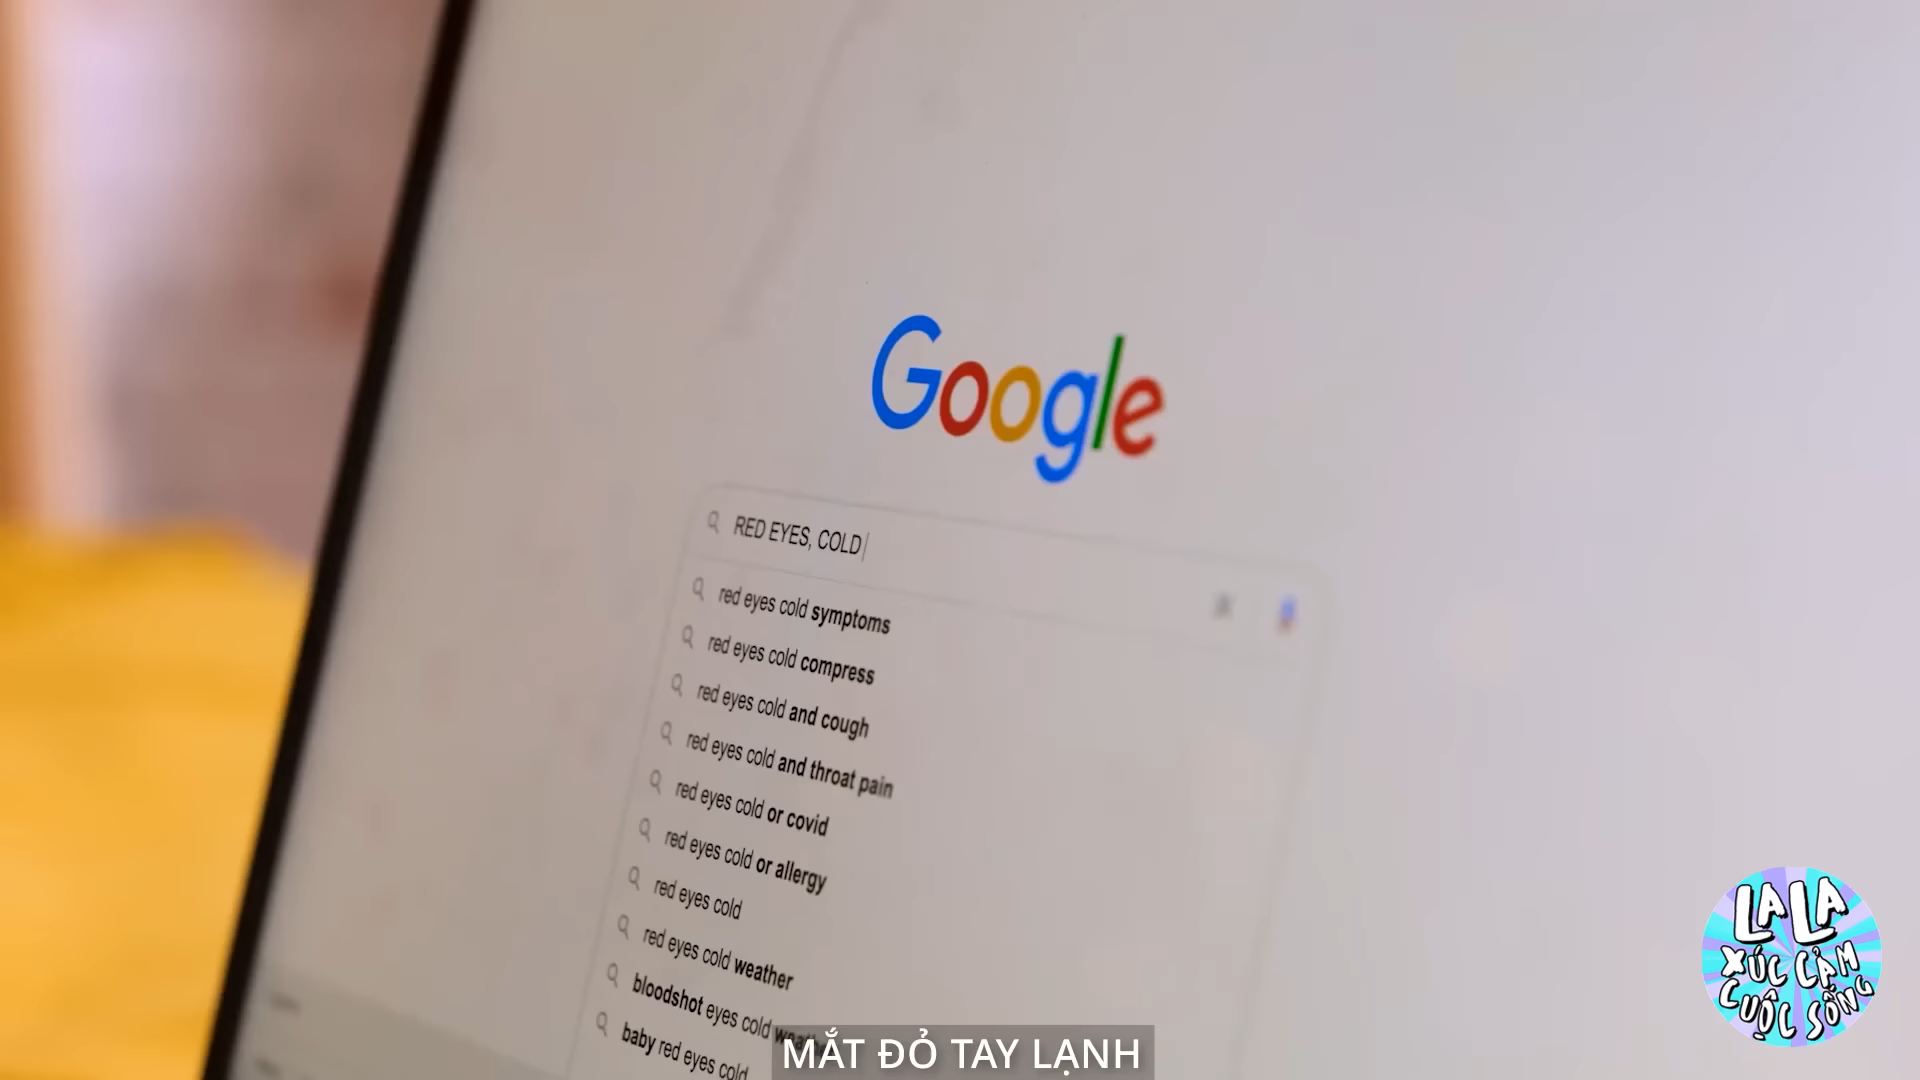 Google
RED EYES, COLD
red eyes cold symptoms
red eyes cold compress
red eyes cold and cough
red eyes cold and throat pain
red eyes cold or covid
red eyes cold or allergy
red eyes cold
red eyes cold weather
bloodshot eyes cold weather
baby red eyes cold
MẮT ĐỎ TAY LẠNH
LALA
XÚC CẢM
CUỘC SỐNG